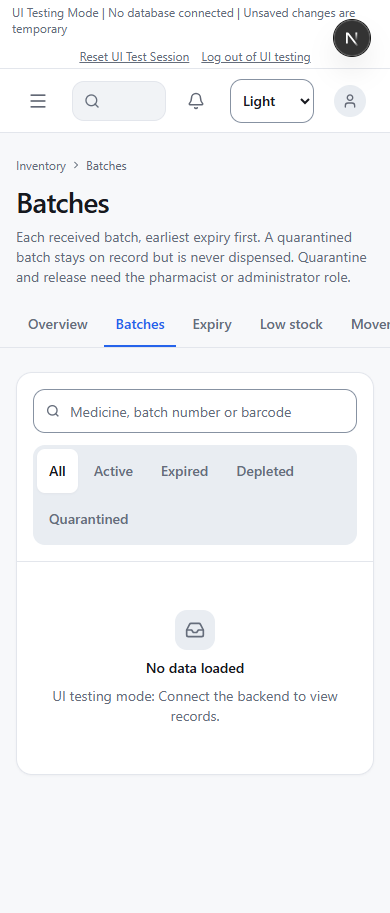 UI Testing Mode | No database connected | Unsaved changes are
temporary
Reset UI Test Session Log out of UI testing
N
Light
Inventory > Batches
Batches
Each received batch, earliest expiry first. A quarantined
batch stays on record but is never dispensed. Quarantine
and release need the pharmacist or administrator role.
Overview Batches Expiry Low stock Mover
Medicine, batch number or barcode
All Active Expired Depleted
Quarantined
No data loaded
UI testing mode: Connect the backend to view
records.